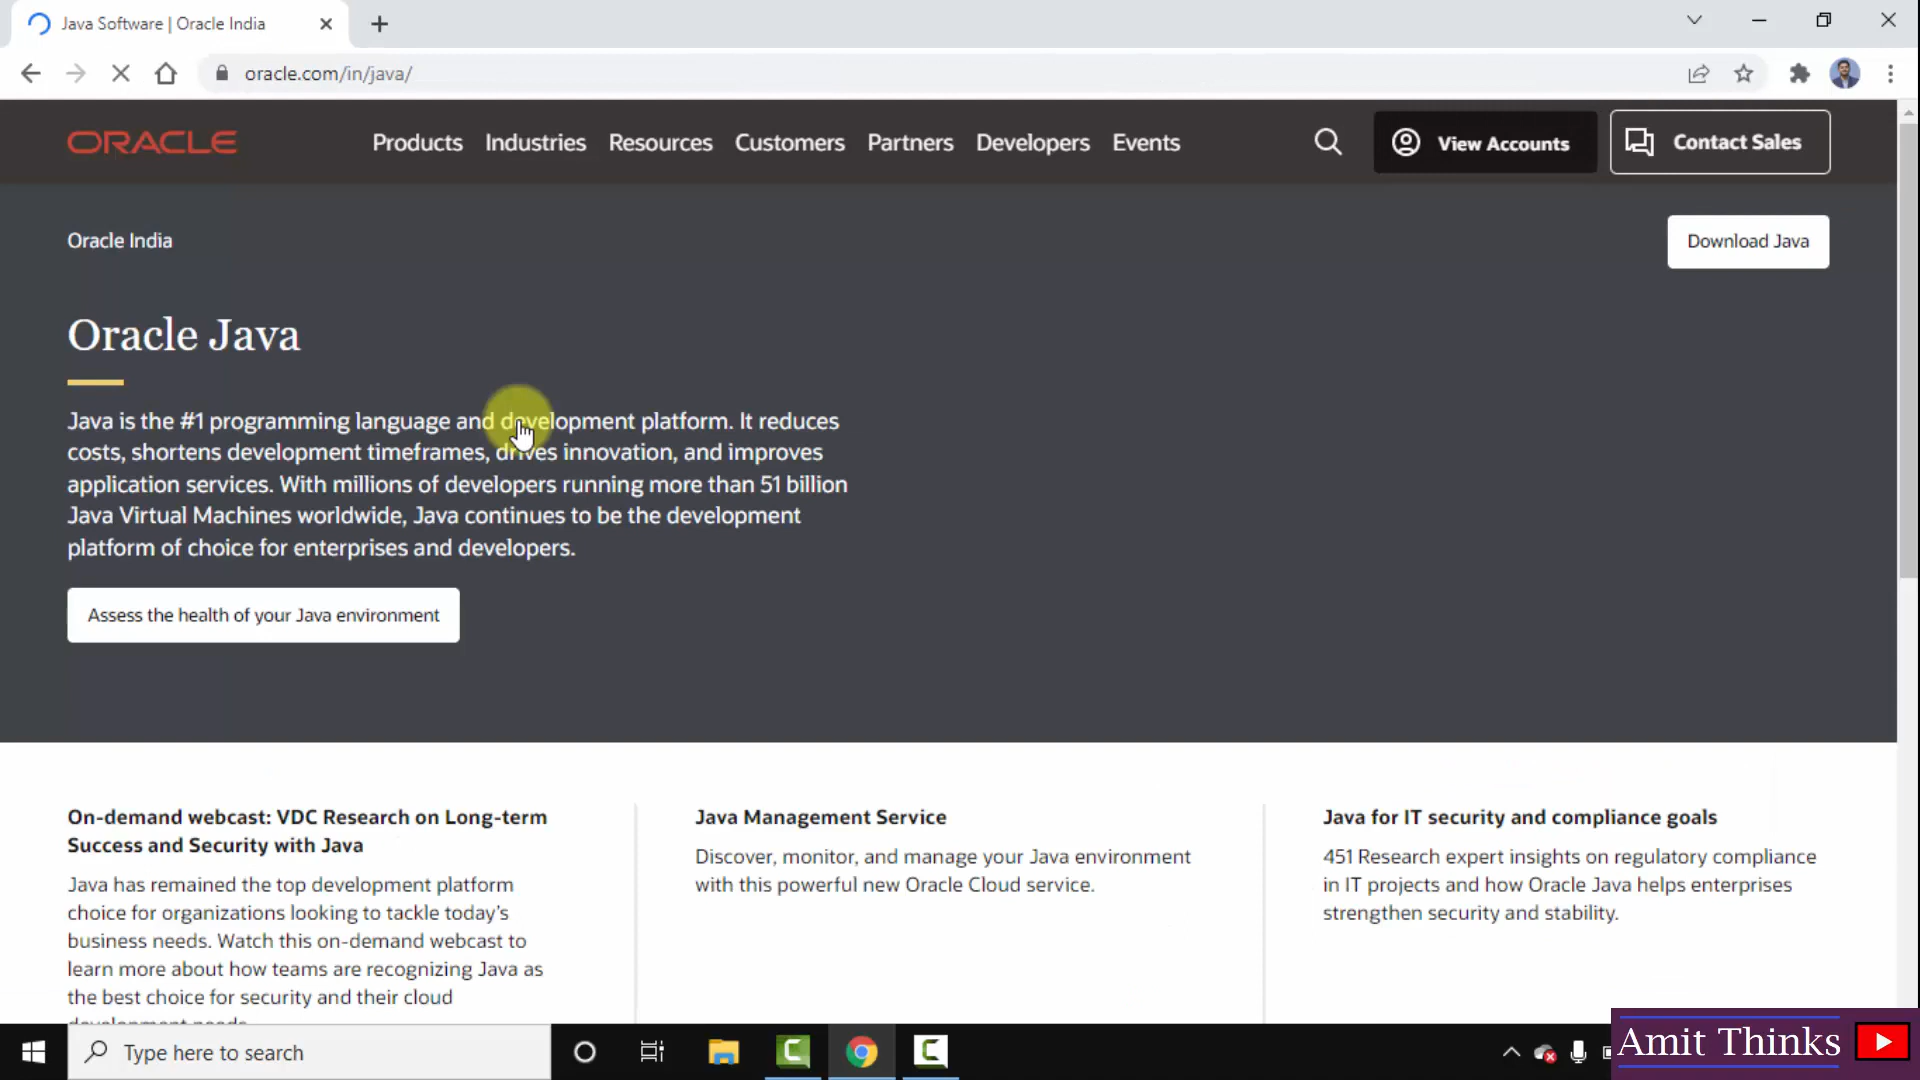 Java Software | Oracle India
oracle.com/in/java/
ORACLE
Products Industries Resources Customers Partners Developers Events
View Accounts
Contact Sales
Oracle India
Download Java
Oracle Java
Java is the #1 programming language and development platform. It reduces
costs, shortens development timeframes, drives innovation, and improves
application services. With millions of developers running more than 51 billion
Java Virtual Machines worldwide, Java continues to be the development
platform of choice for enterprises and developers.
Assess the health of your Java environment
On-demand webcast: VDC Research on Long-term
Success and Security with Java
Java has remained the top development platform
choice for organizations looking to tackle today's
business needs. Watch this on-demand webcast to
learn more about how teams are recognizing Java as
the best choice for security and their cloud
development needs.
Java Management Service
Discover, monitor, and manage your Java environment
with this powerful new Oracle Cloud service.
Java for IT security and compliance goals
451 Research expert insights on regulatory compliance
in IT projects and how Oracle Java helps enterprises
strengthen security and stability.
Type here to search
Amit Thinks